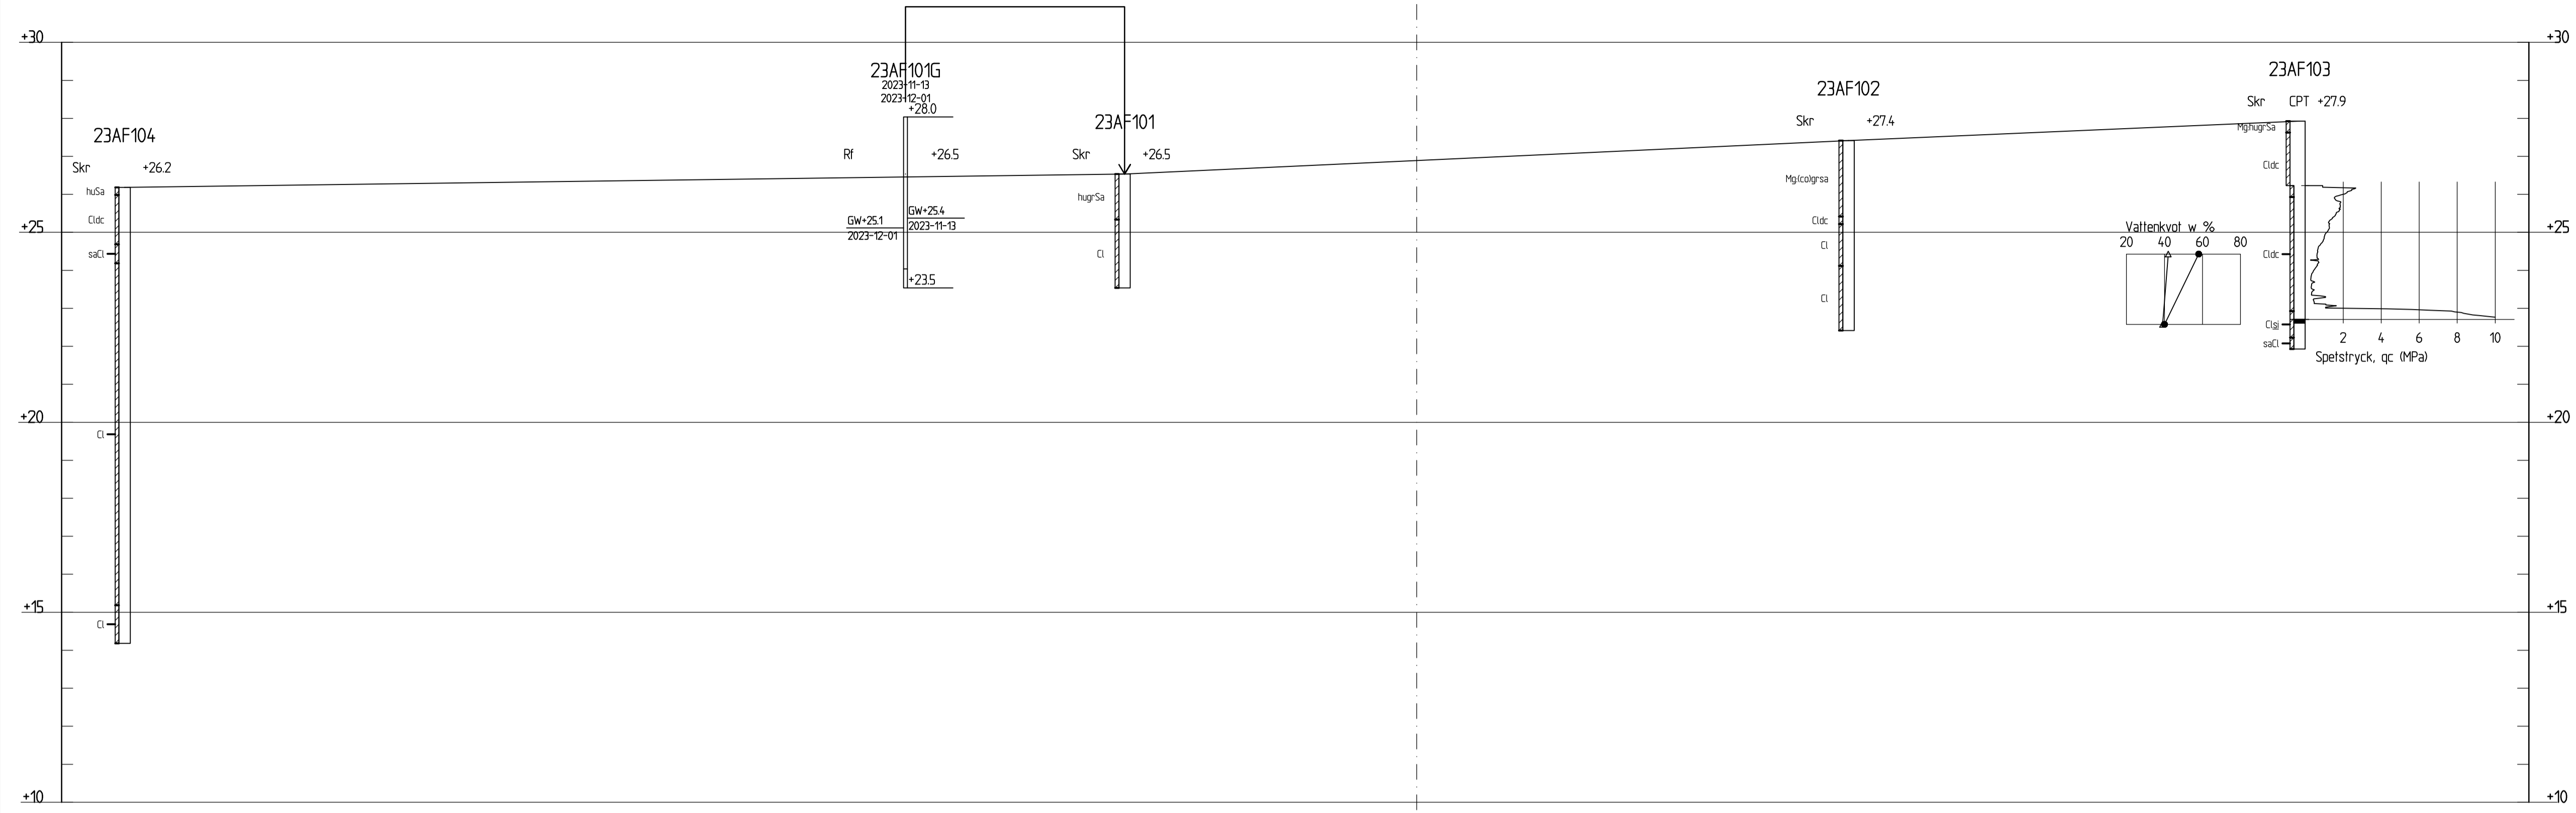 +30
+30
23AF101G
2023-11-13
2023-12-01
+28.0
23AF103
Skr CPT +27.9
23AF102
Skr +27.4
23AF101
Skr +26.5
Rf +26.5
23AF104
Skr +26.2
huSa
Cldc
saCl
Cl
Cl
GW+25.1
2023-12-01
GW+25.4
2023-11-13
+23.5
hugrSa
Cl
Mg:(co)grsa
Cldc
Cl
Cl
Vattenkvot w %
20 40 60 80
Mg:hugrSa
Cldc
Cldc
Clsi
saCl
2 4 6 8 10
Spetstryck, qc (MPa)
+25
+25
+20
+20
+15
+15
+10
+10